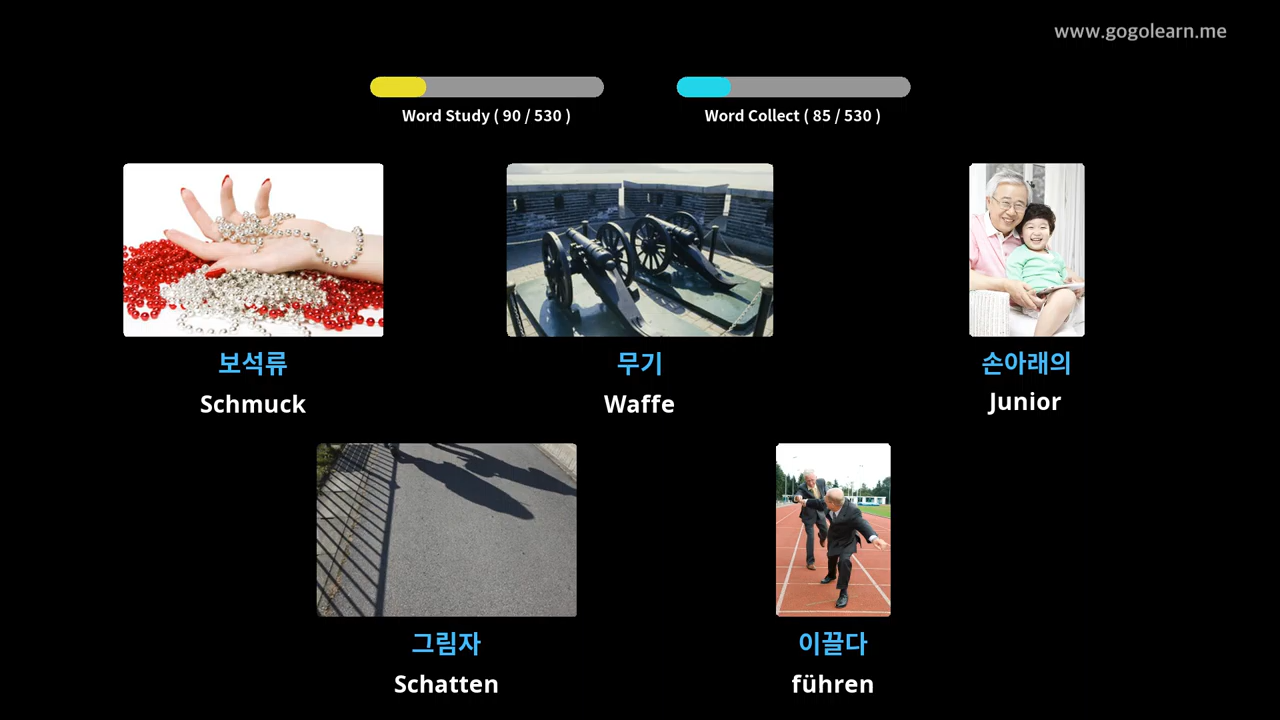 www.gogolearn.me
Word Study ( 90 / 530 )
Word Collect ( 85 / 530 )
보석류
Schmuck
무기
Waffe
손아래의
Junior
그림자
Schatten
이끌다
führen